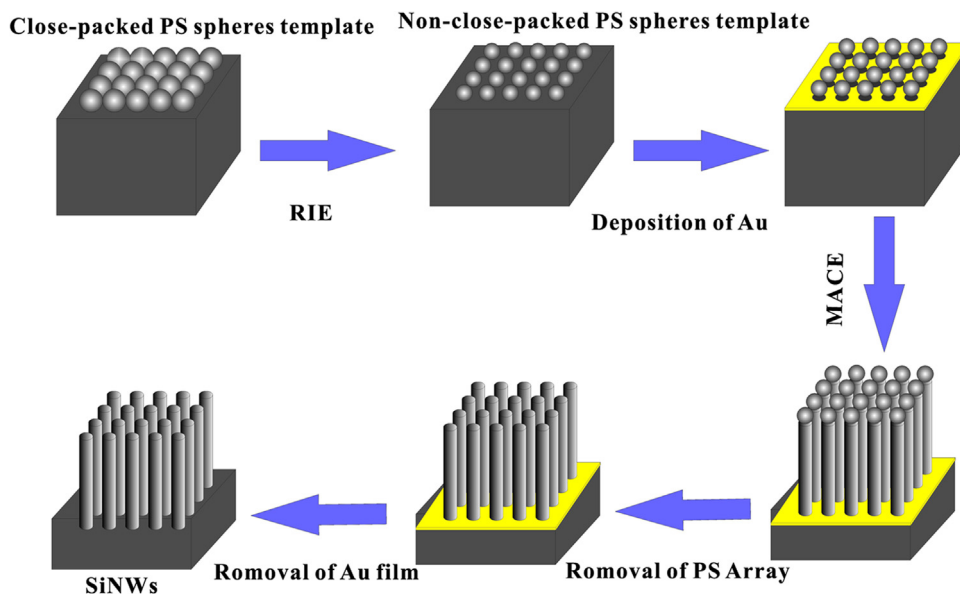 Close-packed PS spheres template
Non-close-packed PS spheres template
RIE
Deposition of Au
MACE
Romoval of PS Array
Romoval of Au film
SiNWs